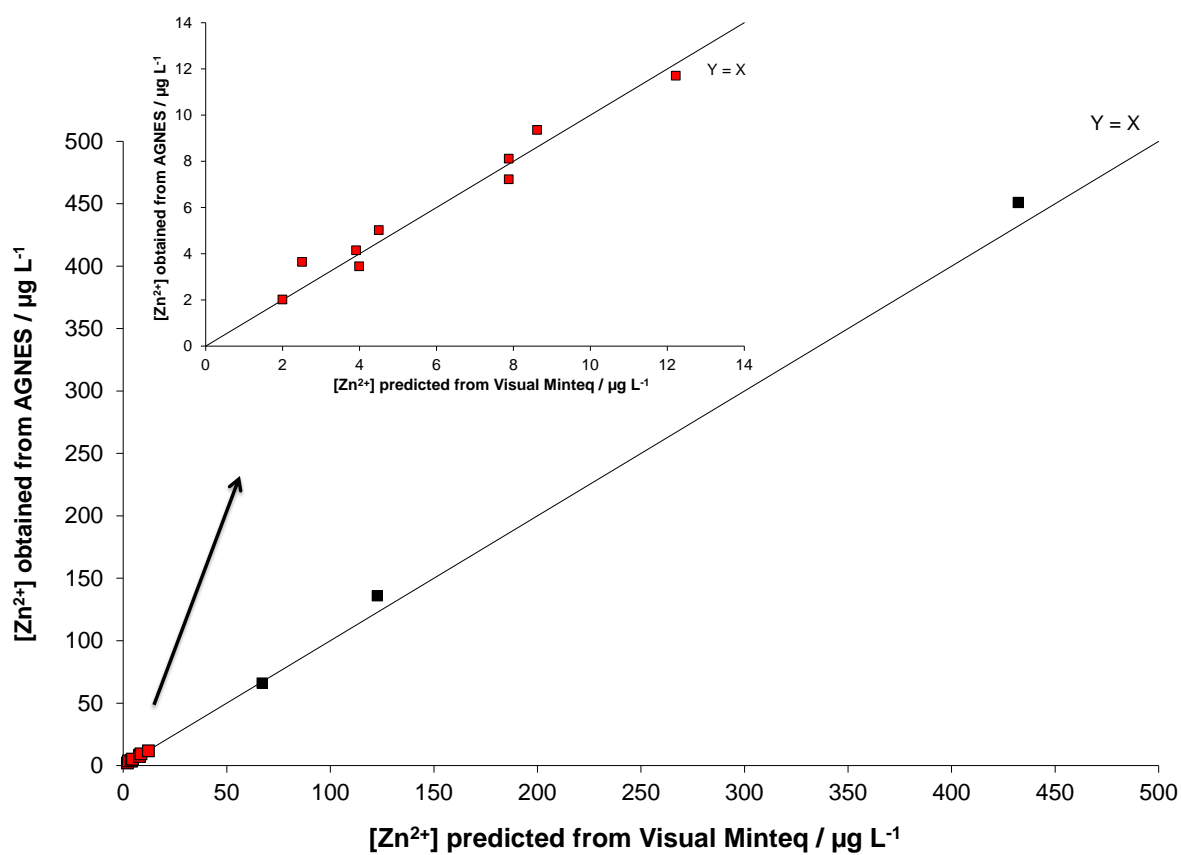 14
12
10
8
6
4
2
0
[Zn²⁺] obtained from AGNES / µg L⁻¹
Y = X
0 2 4 6 8 10 12 14
[Zn²⁺] predicted from Visual Minteq / µg L⁻¹
Y = X
500
450
400
350
300
250
200
150
100
50
0
[Zn²⁺] obtained from AGNES / µg L⁻¹
0 50 100 150 200 250 300 350 400 450 500
[Zn²⁺] predicted from Visual Minteq / µg L⁻¹